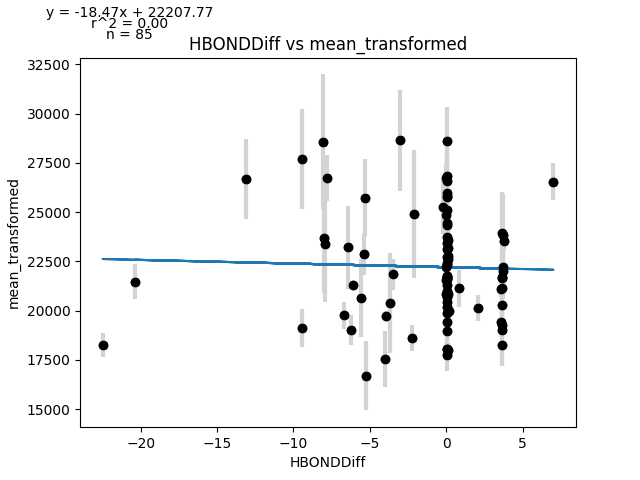 y = -18.47x + 22207.77
r^2 = 0.00
n = 85
HBONDDiff vs mean_transformed
mean_transformed
32500
30000
27500
25000
22500
20000
17500
15000
−20
−15
−10
−5
0
5
HBONDDiff